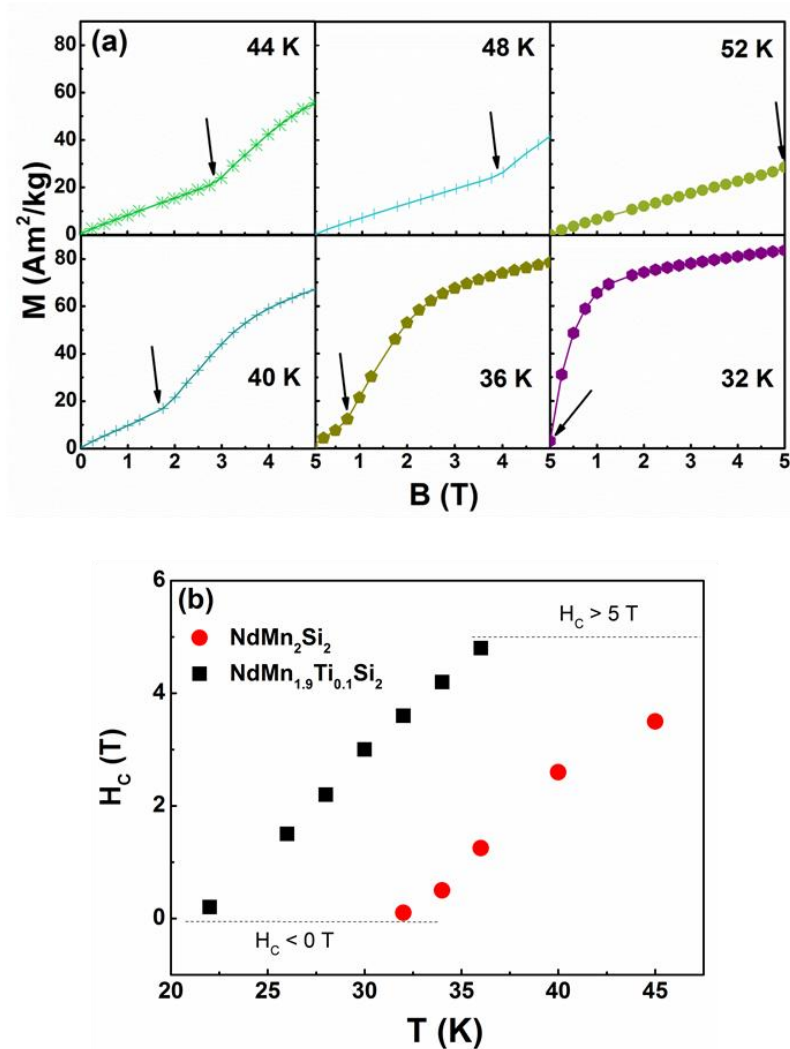 (a)
44 K
48 K
52 K
80
60
40
20
0
80
60
40
20
0
40 K
36 K
32 K
M (Am²/kg)
0 1 2 3 4 5 1 2 3 4 5 1 2 3 4 5
B (T)
(b)
NdMn₂Si₂
NdMn₁.₉Ti₀.₁Si₂
H_C > 5 T
H_C < 0 T
6
4
2
0
H_C (T)
20 25 30 35 40 45
T (K)